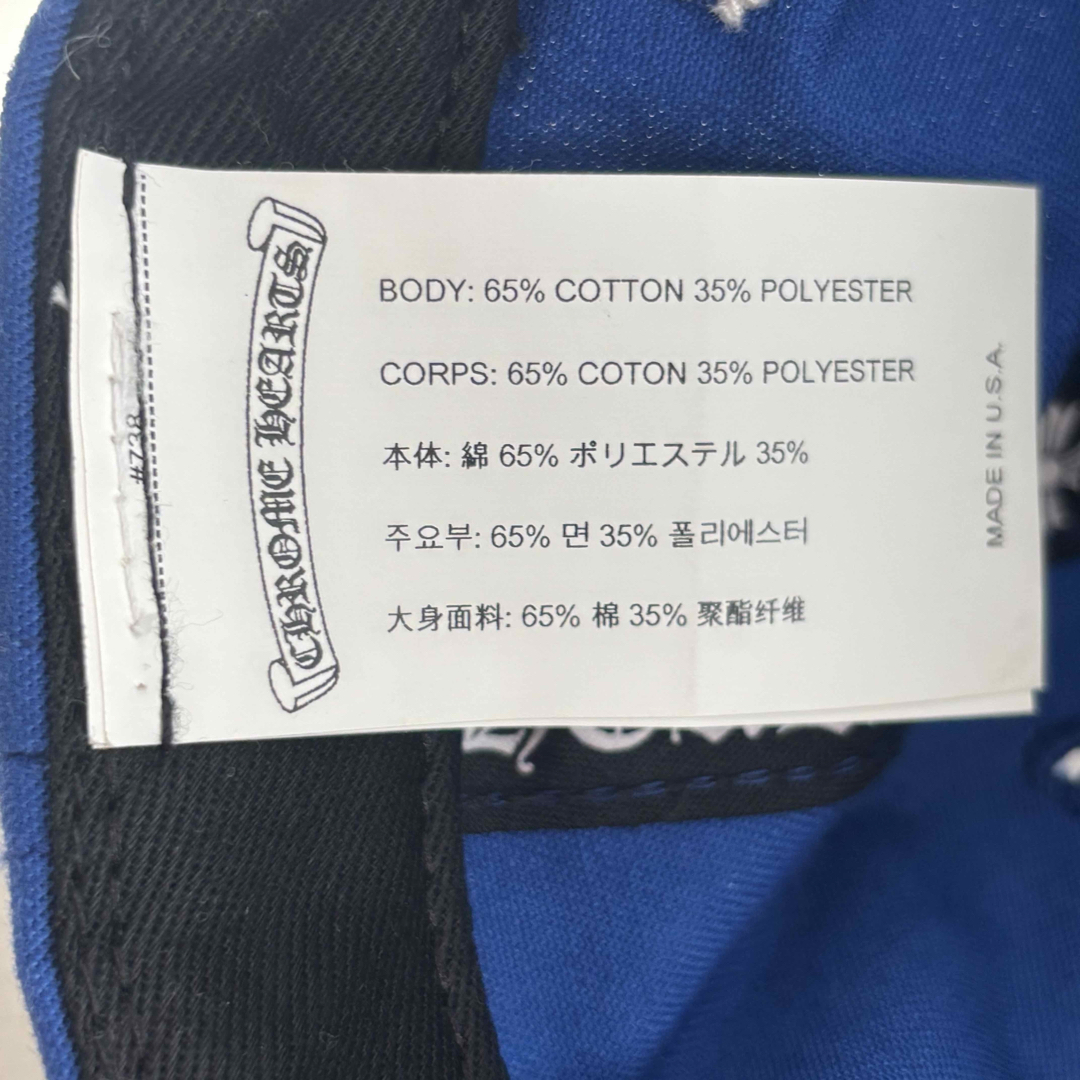 CHROME HEARTS
BODY: 65% COTTON 35% POLYESTER
CORPS: 65% COTON 35% POLYESTER
本体: 綿 65% ポリエステル 35%
주요부: 65% 면 35% 폴리에스터
大身面料: 65% 棉 35% 聚酯纤维
MADE IN U.S.A.
#738